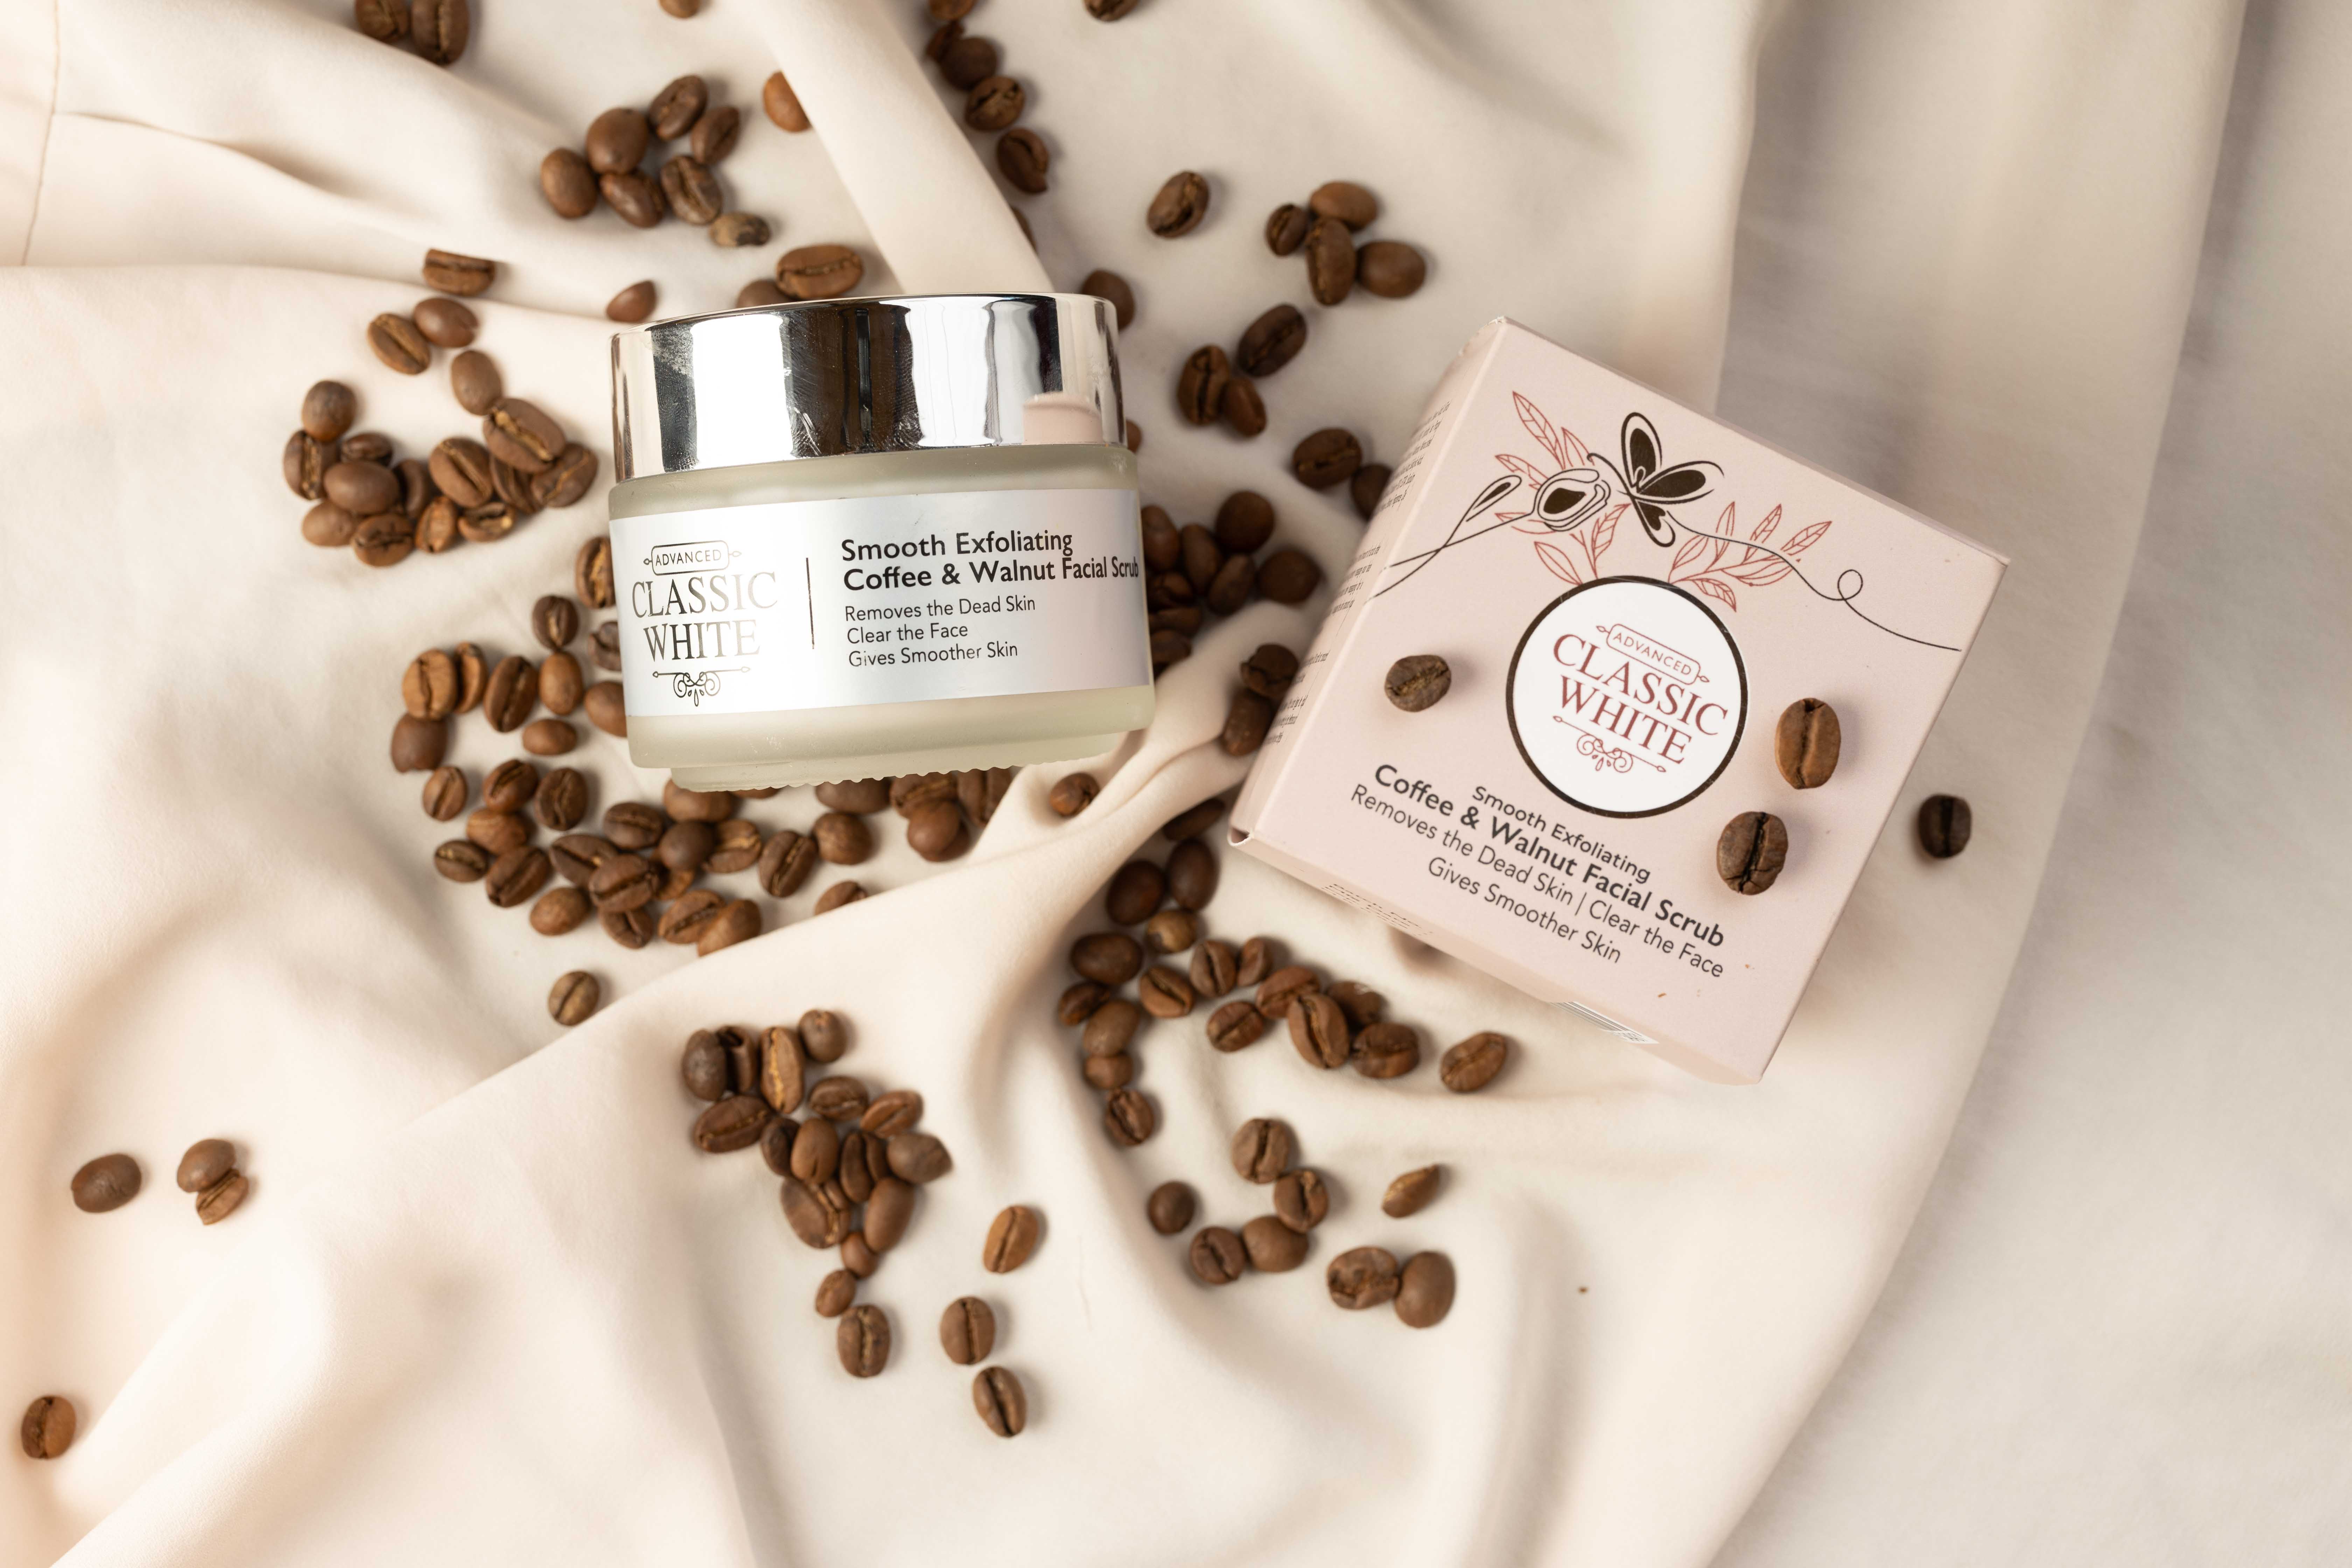 ADVANCED
CLASSIC
WHITE
Smooth Exfoliating
Coffee & Walnut Facial Scrub
Removes the Dead Skin
Clear the Face
Gives Smoother Skin
ADVANCED
CLASSIC
WHITE
Smooth Exfoliating
Coffee & Walnut Facial Scrub
Removes the Dead Skin | Clear the Face
Gives Smoother Skin